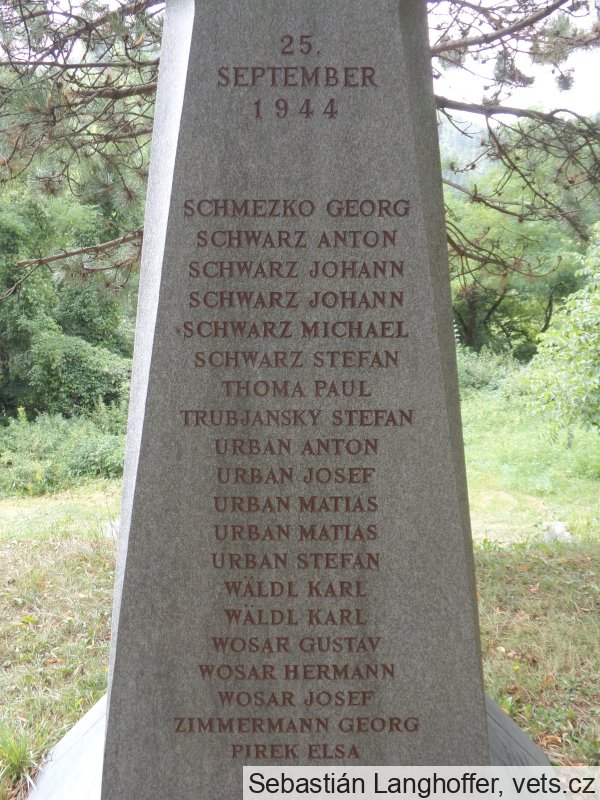 25.
SEPTEMBER
1944
SCHMEZKO GEORG
SCHWARZ ANTON
SCHWARZ JOHANN
SCHWARZ JOHANN
SCHWARZ MICHAEL
SCHWARZ STEFAN
THOMA PAUL
TRUBJANSKY STEFAN
URBAN ANTON
URBAN JOSEF
URBAN MATIAS
URBAN MATIAS
URBAN STEFAN
WÄLDL KARL
WÄLDL KARL
WOSAR GUSTAV
WOSAR HERMANN
WOSAR JOSEF
ZIMMERMANN GEORG
PIREK ELSA
Sebastián Langhoffer, vets.cz